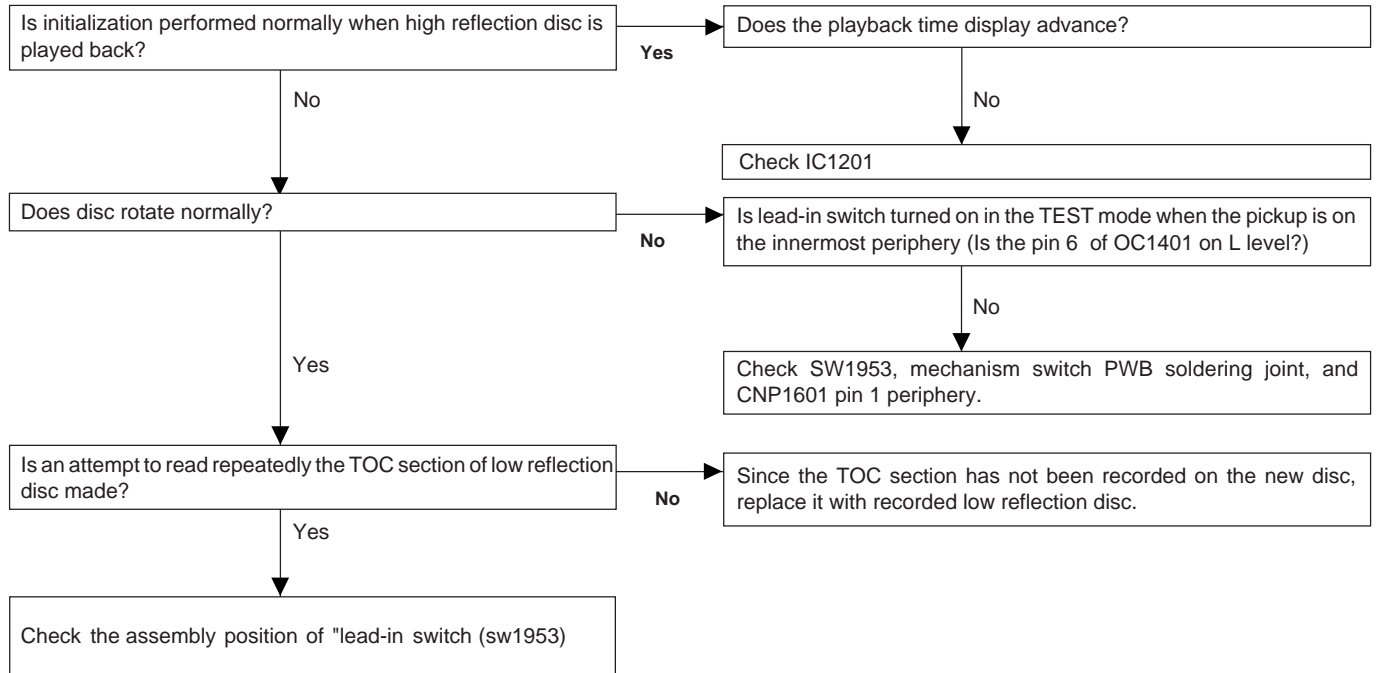 Is initialization performed normally when high reflection disc is
played back?
Yes
Does the playback time display advance?
No
No
Check IC1201
Does disc rotate normally?
No
Is lead-in switch turned on in the TEST mode when the pickup is on
the innermost periphery (Is the pin 6 of OC1401 on L level?)
No
Yes
Check SW1953, mechanism switch PWB soldering joint, and
CNP1601 pin 1 periphery.
Is an attempt to read repeatedly the TOC section of low reflection
disc made?
No
Since the TOC section has not been recorded on the new disc,
replace it with recorded low reflection disc.
Yes
Check the assembly position of "lead-in switch (sw1953)